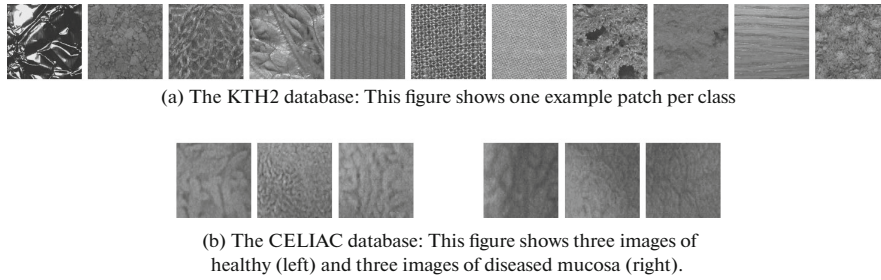 (a) The KTH2 database: This figure shows one example patch per class
(b) The CELIAC database: This figure shows three images of
healthy (left) and three images of diseased mucosa (right).